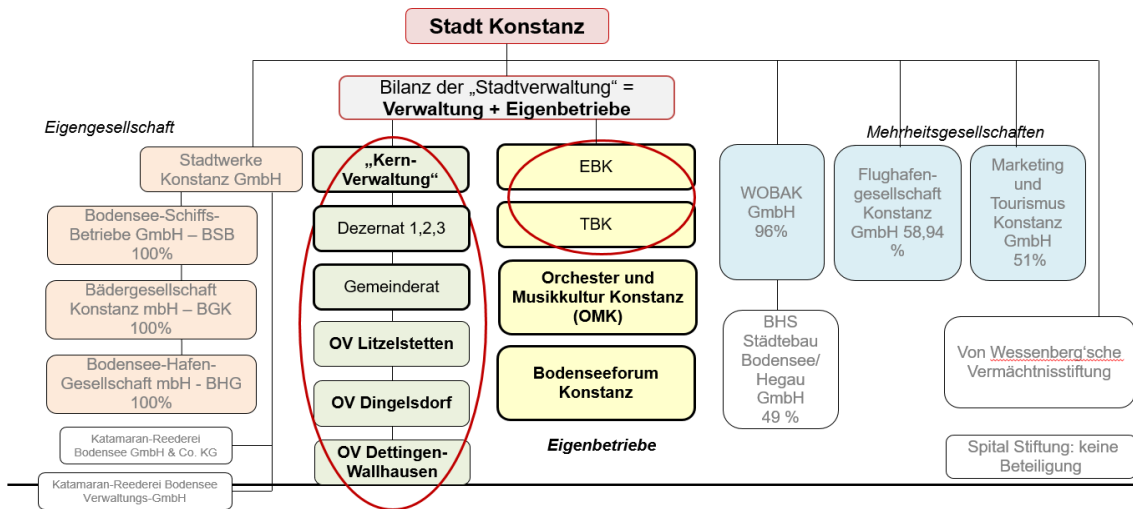 Stadt Konstanz
Bilanz der „Stadtverwaltung“ =
Verwaltung + Eigenbetriebe
Eigengesellschaft
Mehrheitsgesellschaften
Stadtwerke
Konstanz GmbH
Bodensee-Schiffs-
Betriebe GmbH – BSB
100%
Bädergesellschaft
Konstanz mbH – BGK
100%
Bodensee-Hafen-
Gesellschaft mbH - BHG
100%
Katamaran-Reederei
Bodensee GmbH & Co. KG
Katamaran-Reederei Bodensee
Verwaltungs-GmbH
„Kern-
Verwaltung“
Dezernat 1,2,3
Gemeinderat
OV Litzelstetten
OV Dingelsdorf
OV Dettingen-
Wallhausen
EBK
TBK
Orchester und
Musikkultur Konstanz
(OMK)
Bodenseeforum
Konstanz
Eigenbetriebe
WOBAK
GmbH
96%
BHS
Städtebau
Bodensee/
Hegau
GmbH
49 %
Flughafen-
gesellschaft
Konstanz
GmbH 58,94
%
Marketing
und
Tourismus
Konstanz
GmbH
51%
Von Wessenberg‘sche
Vermächtnisstiftung
Spital Stiftung: keine
Beteiligung